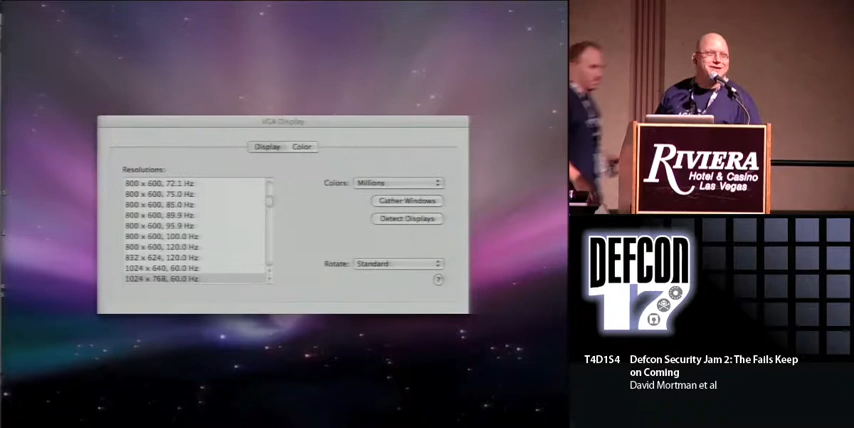 VGA Display
Display Color
Resolutions:
800 x 600, 72.1 Hz
800 x 600, 75.0 Hz
800 x 600, 85.0 Hz
800 x 600, 89.9 Hz
800 x 600, 95.9 Hz
800 x 600, 100.0 Hz
800 x 600, 120.0 Hz
832 x 624, 120.0 Hz
1024 x 640, 60.0 Hz
1024 x 768, 60.0 Hz
Colors: Millions
Gather Windows
Detect Displays
Rotate: Standard
?
RIVIERA
Hotel & Casino
Las Vegas
DEFCON
17
T4D1S4 Defcon Security Jam 2: The Fails Keep
on Coming
David Mortman et al